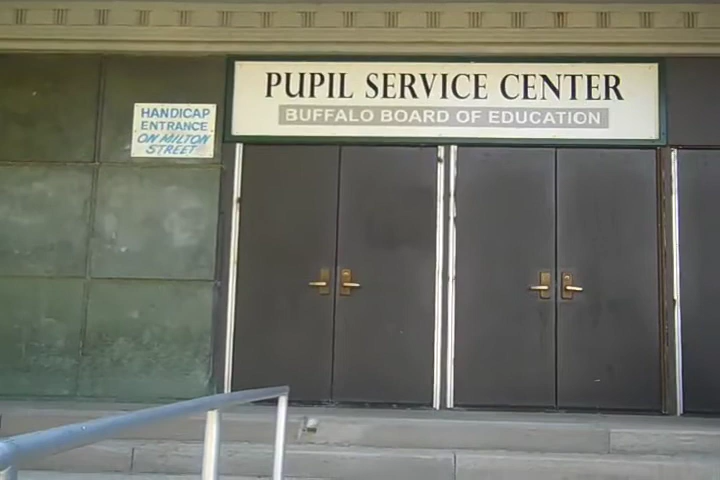 PUPIL SERVICE CENTER
BUFFALO BOARD OF EDUCATION
HANDICAP
ENTRANCE
ON MILTON
STREET